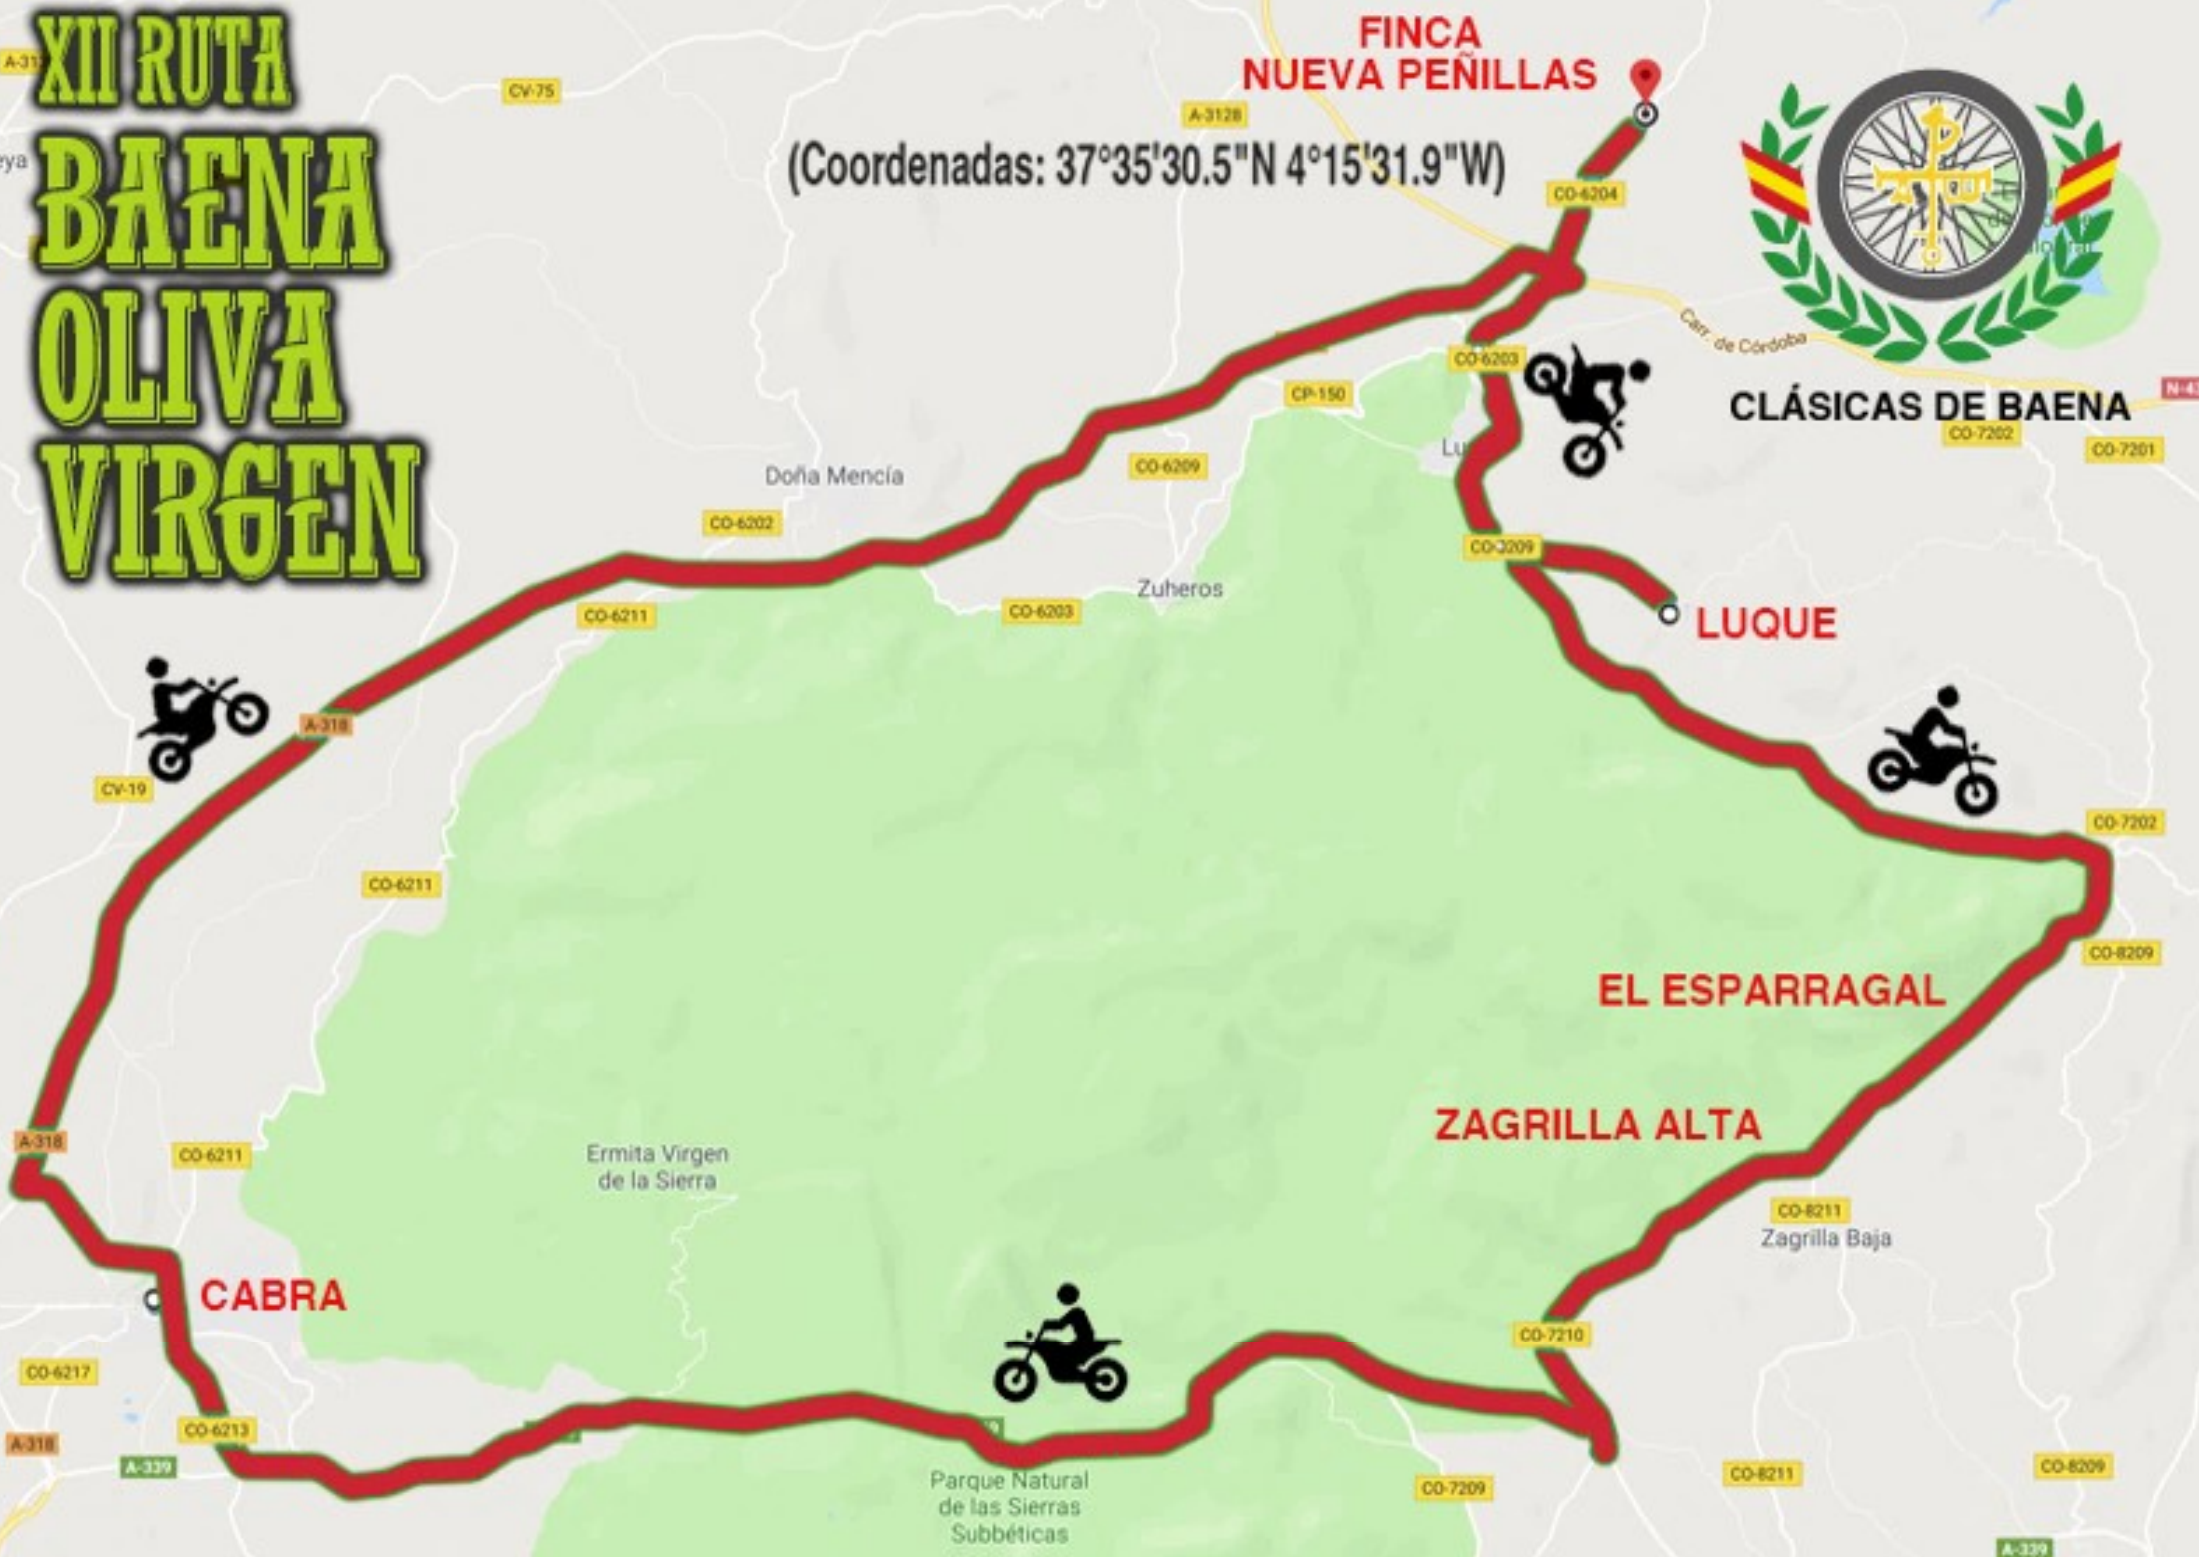 XII RUTA
BAENA
OLIVA
VIRGEN
FINCA
NUEVA PEÑILLAS
(Coordenadas: 37°35'30.5"N 4°15'31.9"W)
CLÁSICAS DE BAENA
CV-75
A-3128
CO-6204
Carr. de Córdoba
CO-6203
CP-150
CO-7202
CO-7201
CO-6209
Doña Mencía
CO-6202
Zuheros
CO-6203
CO-6211
LUQUE
A-318
CV-19
CO-7202
CO-6211
CO-8209
EL ESPARRAGAL
ZAGRILLA ALTA
A-318
CO-6211
Ermita Virgen
de la Sierra
CO-8211
Zagrilla Baja
CABRA
CO-7210
CO-6217
CO-6213
A-318
A-339
Parque Natural
de las Sierras
Subbéticas
CO-7209
CO-8211
CO-8209
A-339